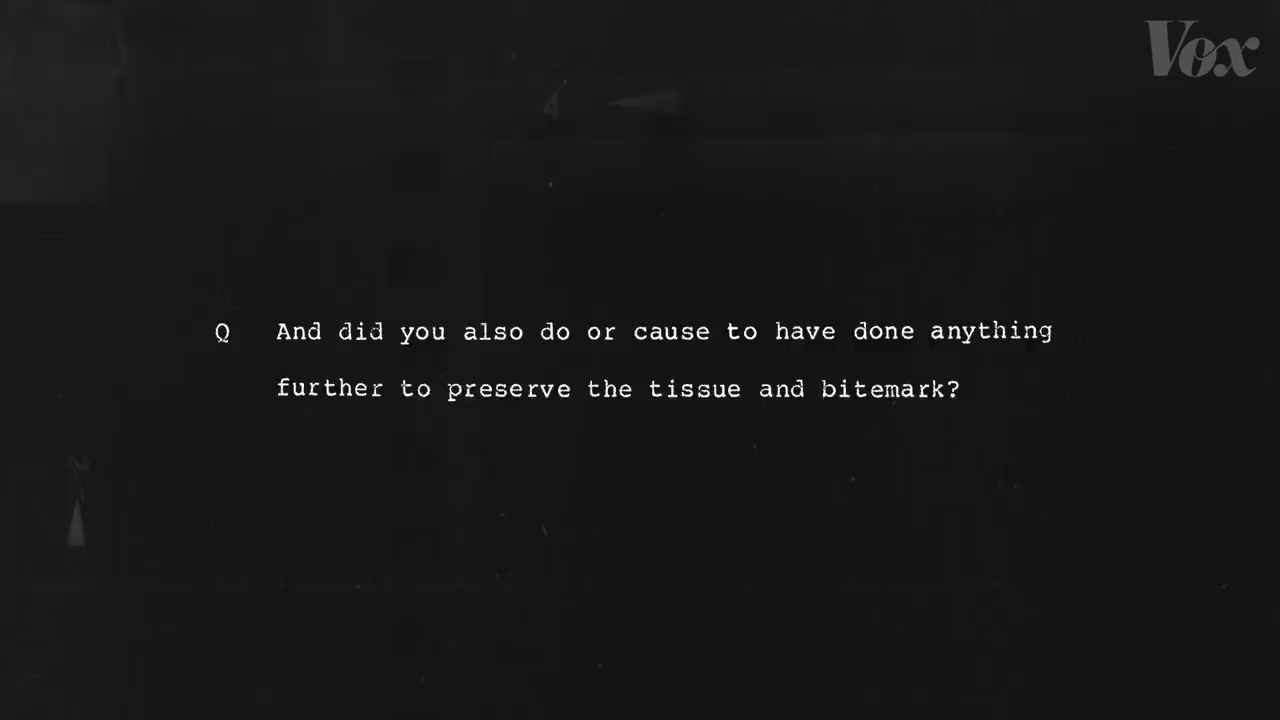 Vox
Q And did you also do or cause to have done anything
further to preserve the tissue and bitemark?